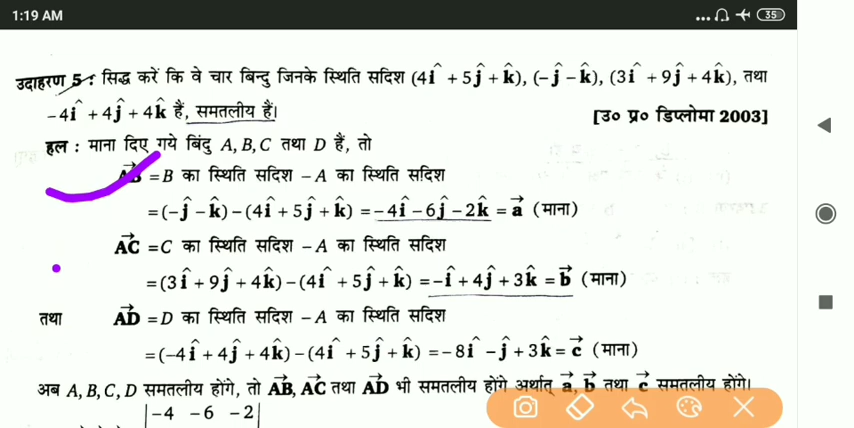 1:19 AM
35
उदाहरण 5 : सिद्ध करें कि वे चार बिन्दु जिनके स्थिति सदिश (4î + 5ĵ + k̂), (−ĵ − k̂), (3î + 9ĵ + 4k̂), तथा
−4î + 4ĵ + 4k̂ हैं, समतलीय हैं। [उ० प्र० डिप्लोमा 2003]
हल : माना दिए गये बिंदु A, B, C तथा D हैं, तो
AB⃗ = B का स्थिति सदिश − A का स्थिति सदिश
= (−ĵ − k̂) − (4î + 5ĵ + k̂) = −4î − 6ĵ − 2k̂ = a⃗ (माना)
AC⃗ = C का स्थिति सदिश − A का स्थिति सदिश
= (3î + 9ĵ + 4k̂) − (4î + 5ĵ + k̂) = −î + 4ĵ + 3k̂ = b⃗ (माना)
तथा AD⃗ = D का स्थिति सदिश − A का स्थिति सदिश
= (−4î + 4ĵ + 4k̂) − (4î + 5ĵ + k̂) = −8î − ĵ + 3k̂ = c⃗ (माना)
अब A, B, C, D समतलीय होंगे, तो AB⃗, AC⃗ तथा AD⃗ भी समतलीय होंगे अर्थात् a⃗, b⃗ तथा c⃗ समतलीय होंगे।
|−4 −6 −2|